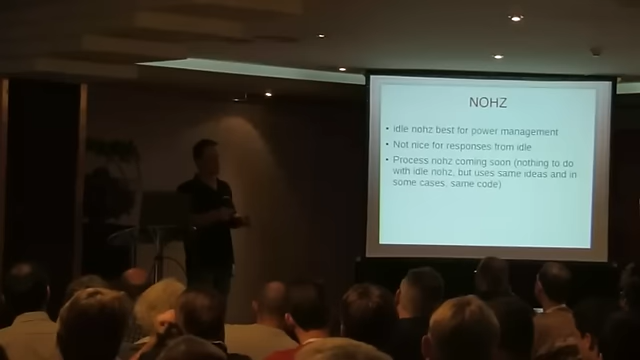 NOHZ
• idle nohz best for power management
• Not nice for responses from idle
• Process nohz coming soon (nothing to do
with idle nohz, but uses same ideas and in
some cases, same code)